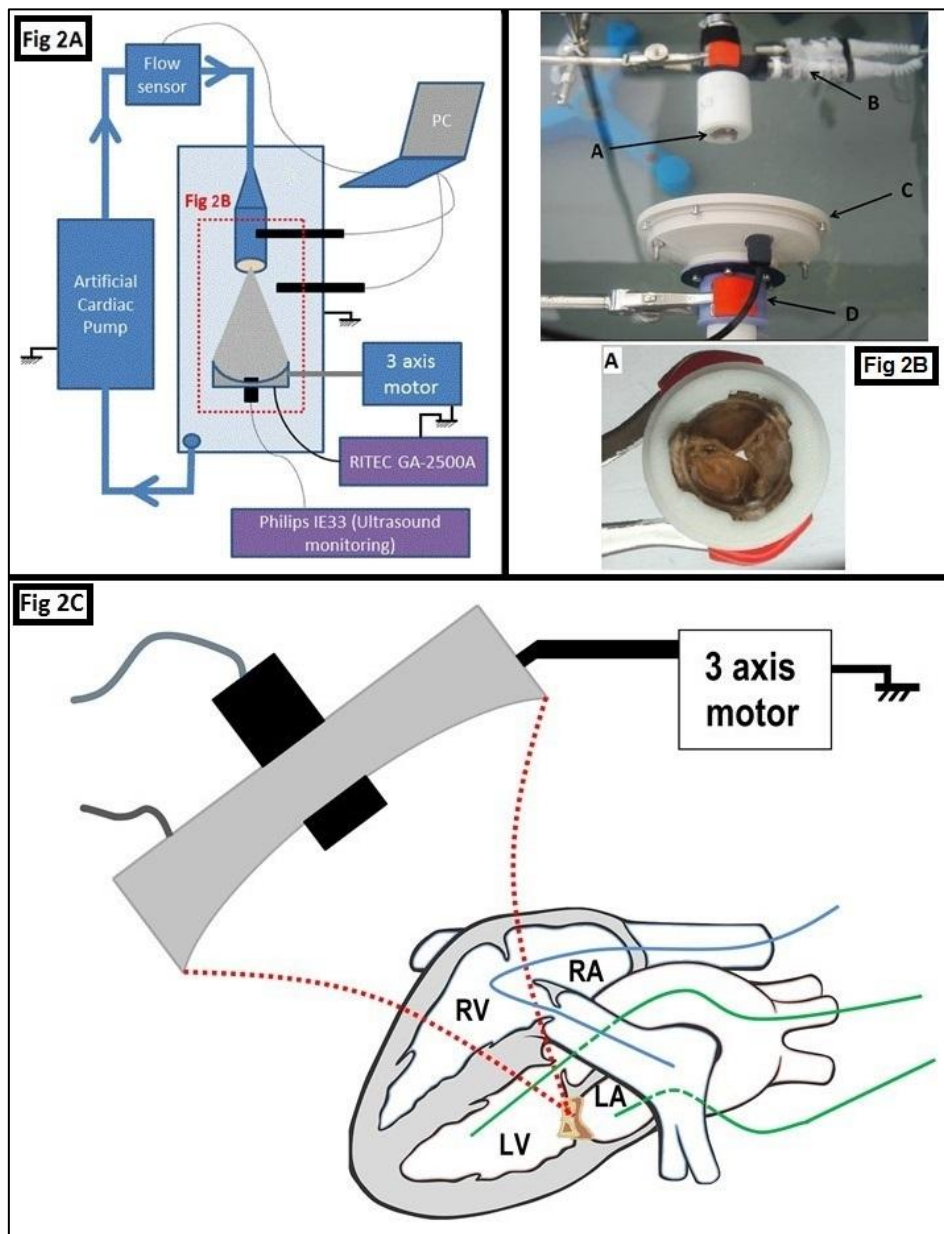 Fig 2A
Flow
sensor
PC
Fig 2B
Artificial
Cardiac
Pump
3 axis
motor
RITEC GA-2500A
Philips IE33 (Ultrasound
monitoring)
A
B
C
D
A
Fig 2B
Fig 2C
3 axis
motor
RA
RV
LA
LV